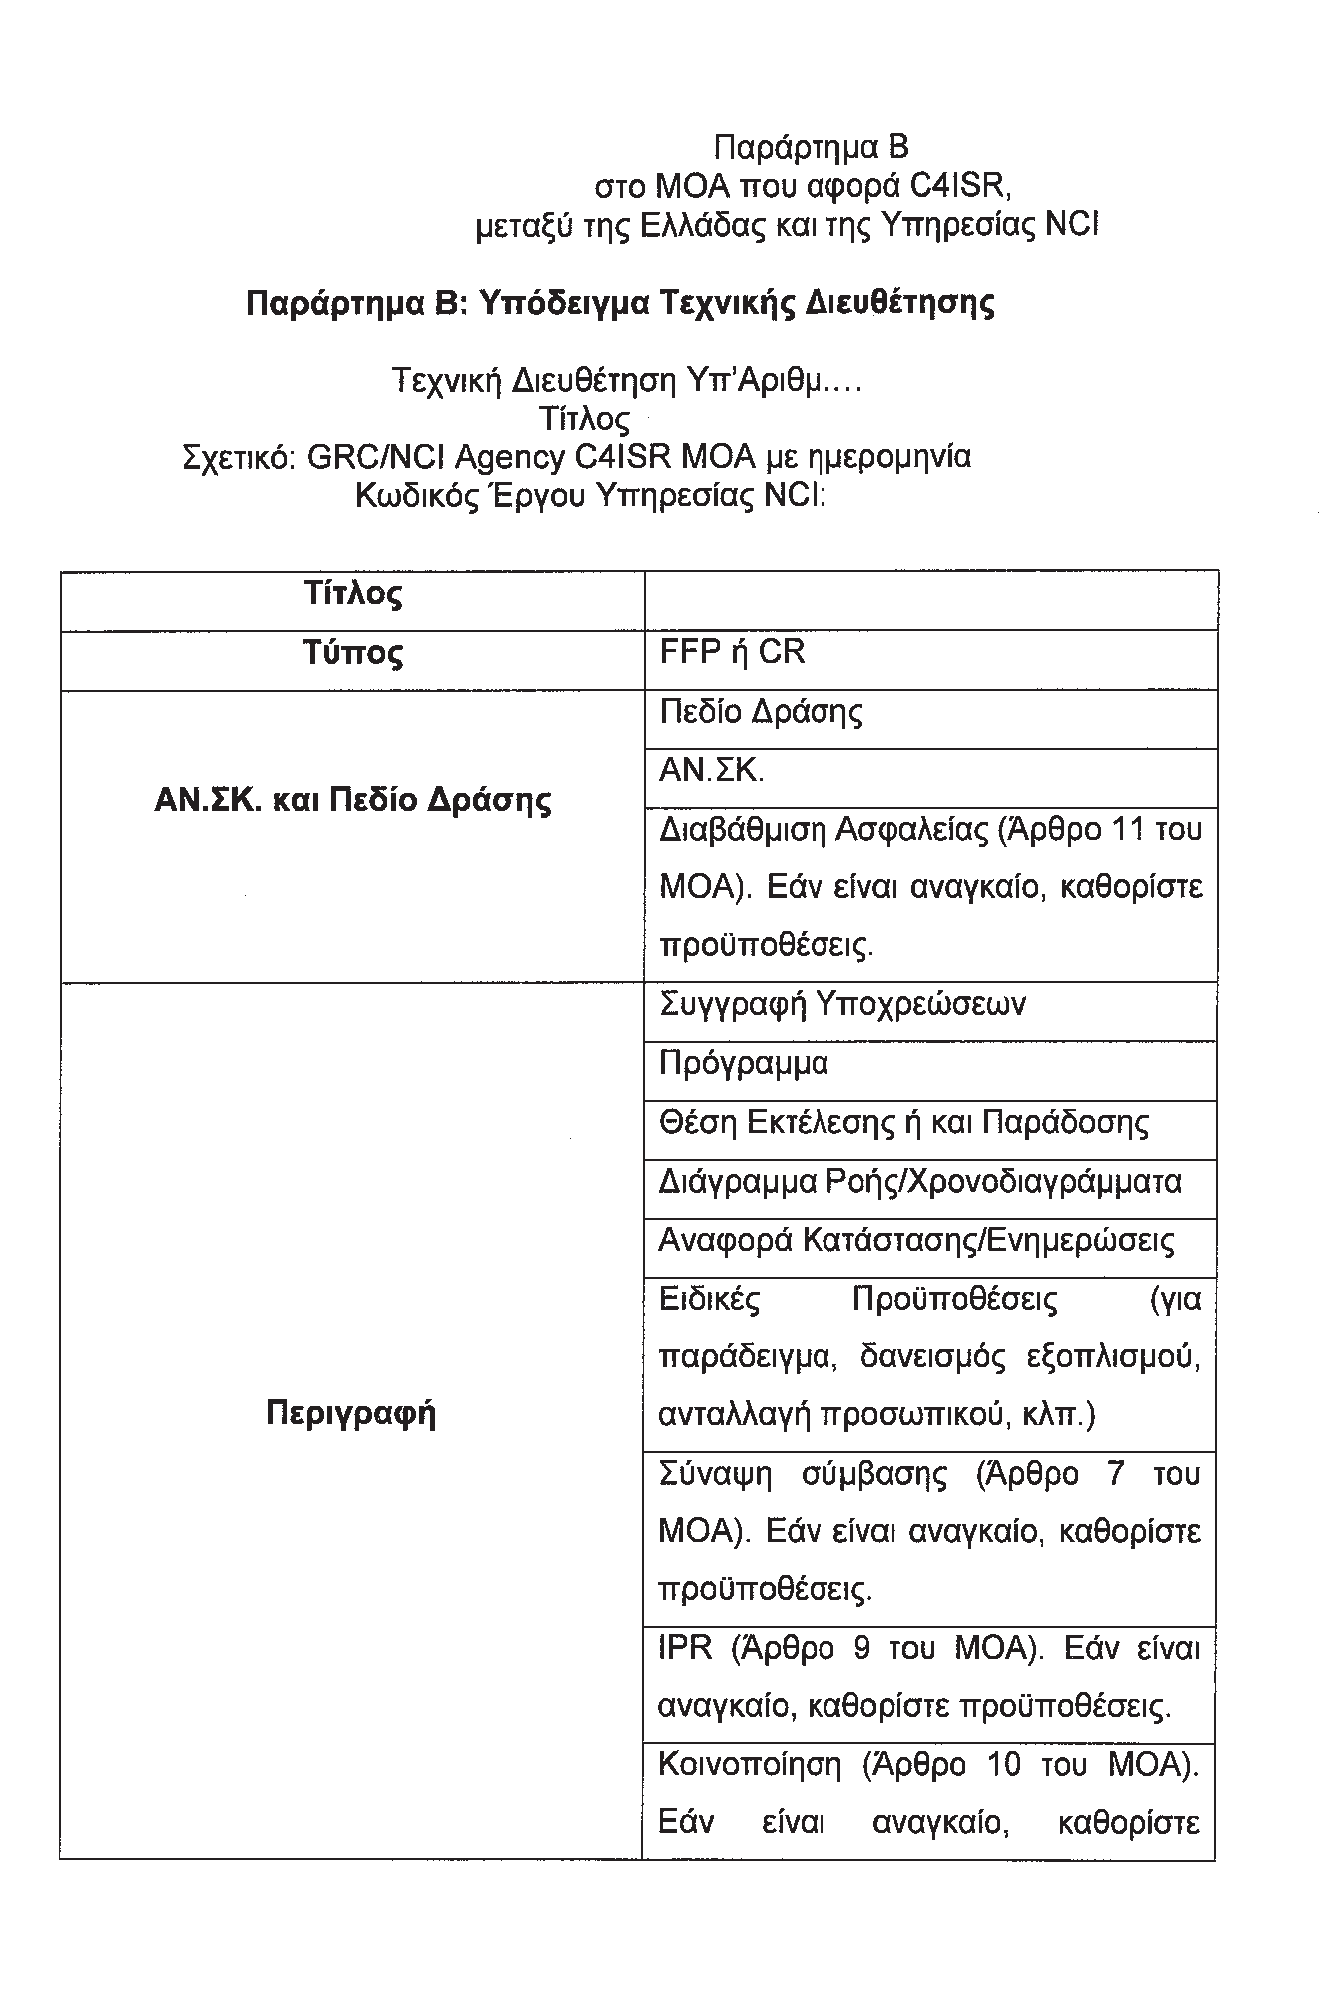 Παράρτημα Β
στο ΜΟΑ που αφορά C4ISR,
μεταξύ της Ελλάδας και της Υπηρεσίας NCI
Παράρτημα Β: Υπόδειγμα Τεχνικής Διευθέτησης
Τεχνική Διευθέτηση Υπ’Αριθμ....
Τίτλος
Σχετικό: GRC/NCI Agency C4ISR MOA με ημερομηνία
Κωδικός Έργου Υπηρεσίας NCI:
Τίτλος
Τύπος
FFP ή CR
ΑΝ.ΣΚ. και Πεδίο Δράσης
Πεδίο Δράσης
ΑΝ.ΣΚ.
Διαβάθμιση Ασφαλείας (Άρθρο 11 του
ΜΟΑ). Εάν είναι αναγκαίο, καθορίστε
προϋποθέσεις.
Περιγραφή
Συγγραφή Υποχρεώσεων
Πρόγραμμα
Θέση Εκτέλεσης ή και Παράδοσης
Διάγραμμα Ροής/Χρονοδιαγράμματα
Αναφορά Κατάστασης/Ενημερώσεις
Ειδικές Προϋποθέσεις (για
παράδειγμα, δανεισμός εξοπλισμού,
ανταλλαγή προσωπικού, κλπ.)
Σύναψη σύμβασης (Άρθρο 7 του
ΜΟΑ). Εάν είναι αναγκαίο, καθορίστε
προϋποθέσεις.
IPR (Άρθρο 9 του ΜΟΑ). Εάν είναι
αναγκαίο, καθορίστε προϋποθέσεις.
Κοινοποίηση (Άρθρο 10 του ΜΟΑ).
Εάν είναι αναγκαίο, καθορίστε